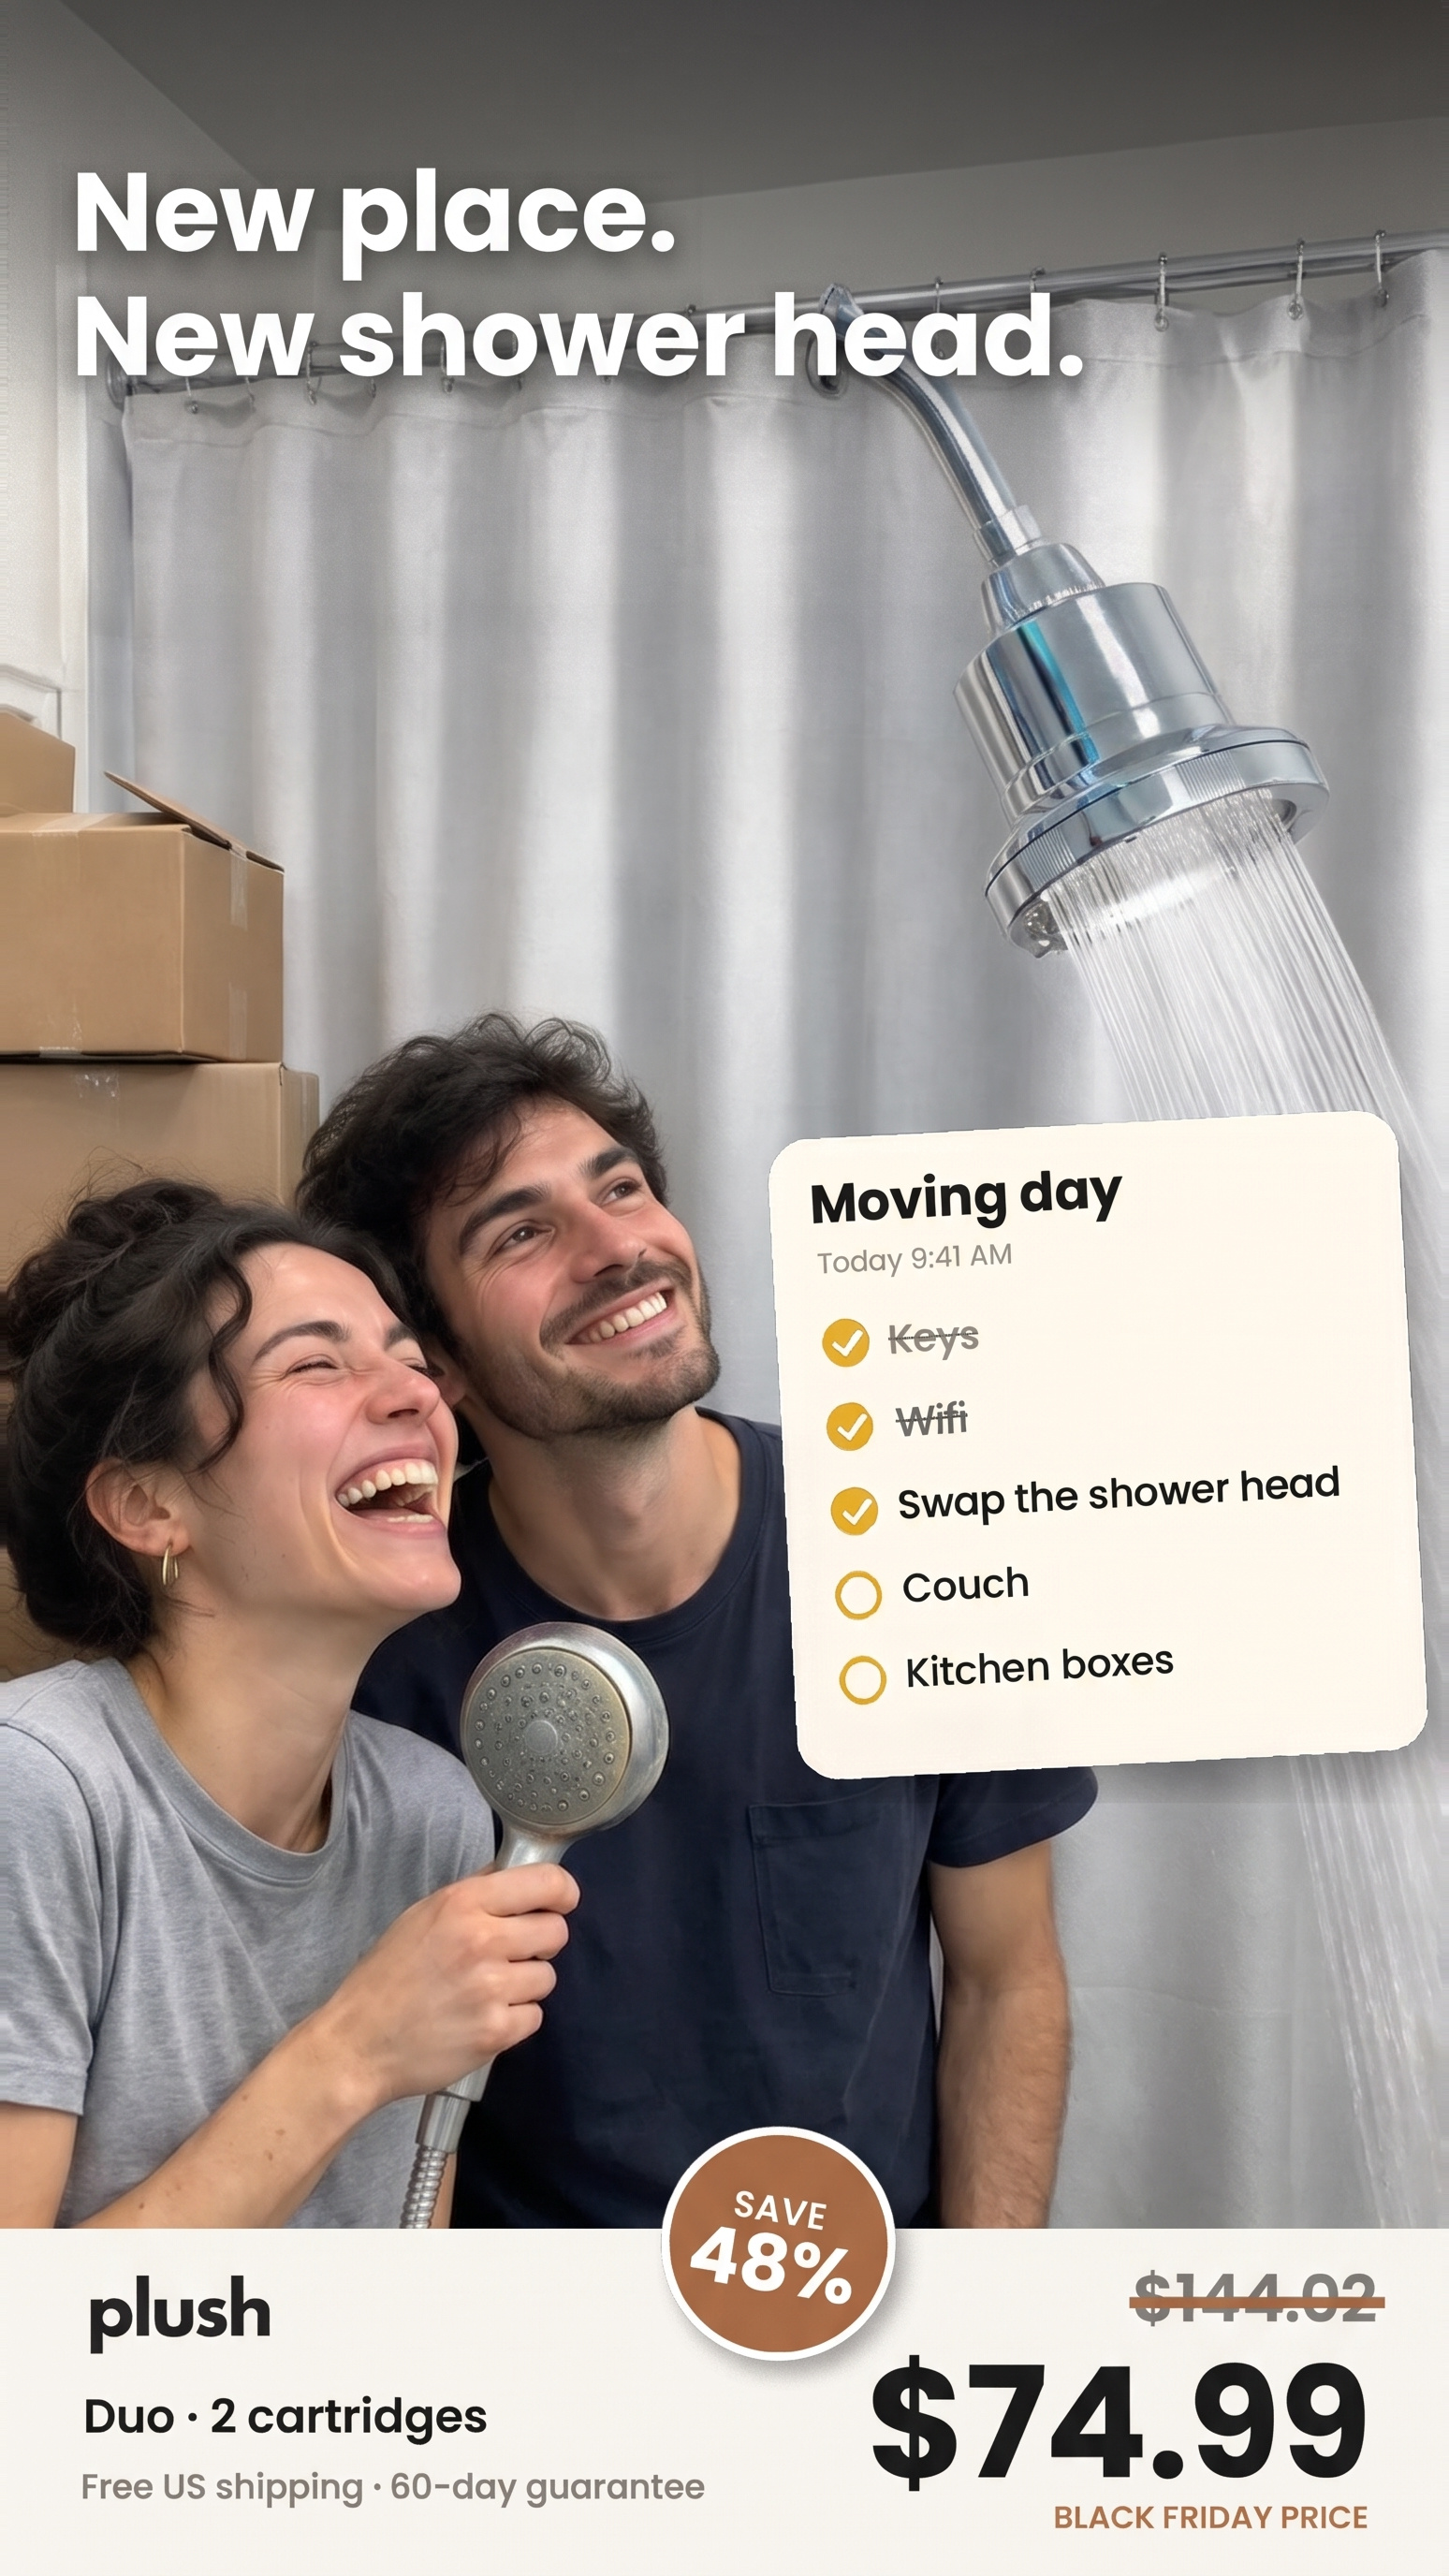 New place.
New shower head.
Moving day
Today 9:41 AM
Keys
Wifi
Swap the shower head
Couch
Kitchen boxes
SAVE
48%
plush
Duo · 2 cartridges
Free US shipping · 60-day guarantee
$144.02
$74.99
BLACK FRIDAY PRICE